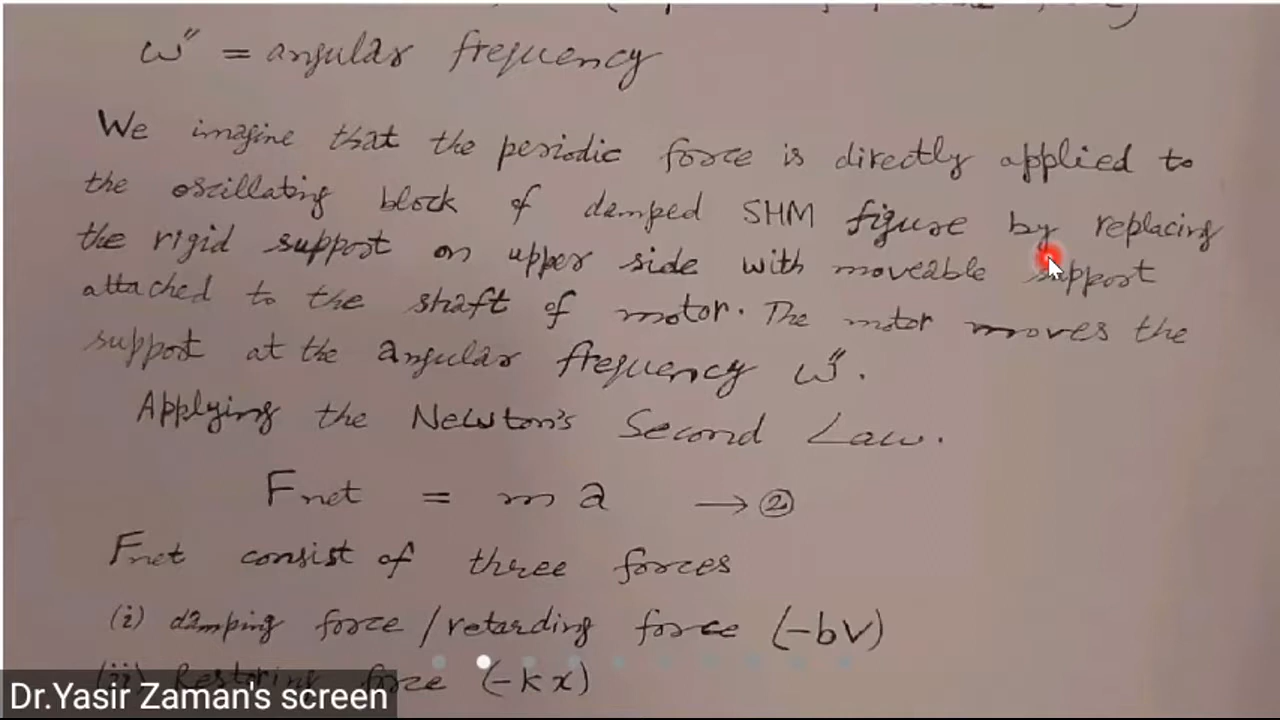 ω" = angular frequency
We imagine that the periodic force is directly applied to
the oscillating block of damped SHM figure by replacing
the rigid support on upper side with moveable support
attached to the shaft of motor. The motor moves the
support at the angular frequency ω".
Applying the Newton's Second Law.
Fnet = ma → ②
Fnet consist of three forces
(i) damping force / retarding force (-bv)
(ii) Restoring force (-kx)
Dr.Yasir Zaman's screen